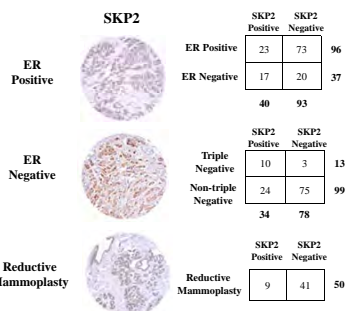 SKP2
SKP2 Positive SKP2 Negative
ER Positive 23 73 96
ER Negative 17 20 37
40 93
ER Positive
SKP2 Positive SKP2 Negative
Triple Negative 10 3 13
Non-triple Negative 24 75 99
34 78
ER Negative
SKP2 Positive SKP2 Negative
Reductive Mammoplasty 9 41 50
Reductive
Mammoplasty